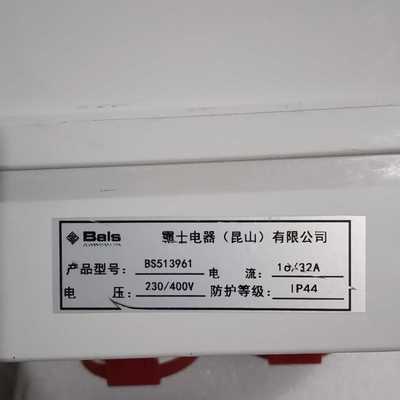 Bals 霸士电器（昆山）有限公司
产品型号： BS513961 电 流： 16/32A
电 压： 230/400V 防护等级： IP44